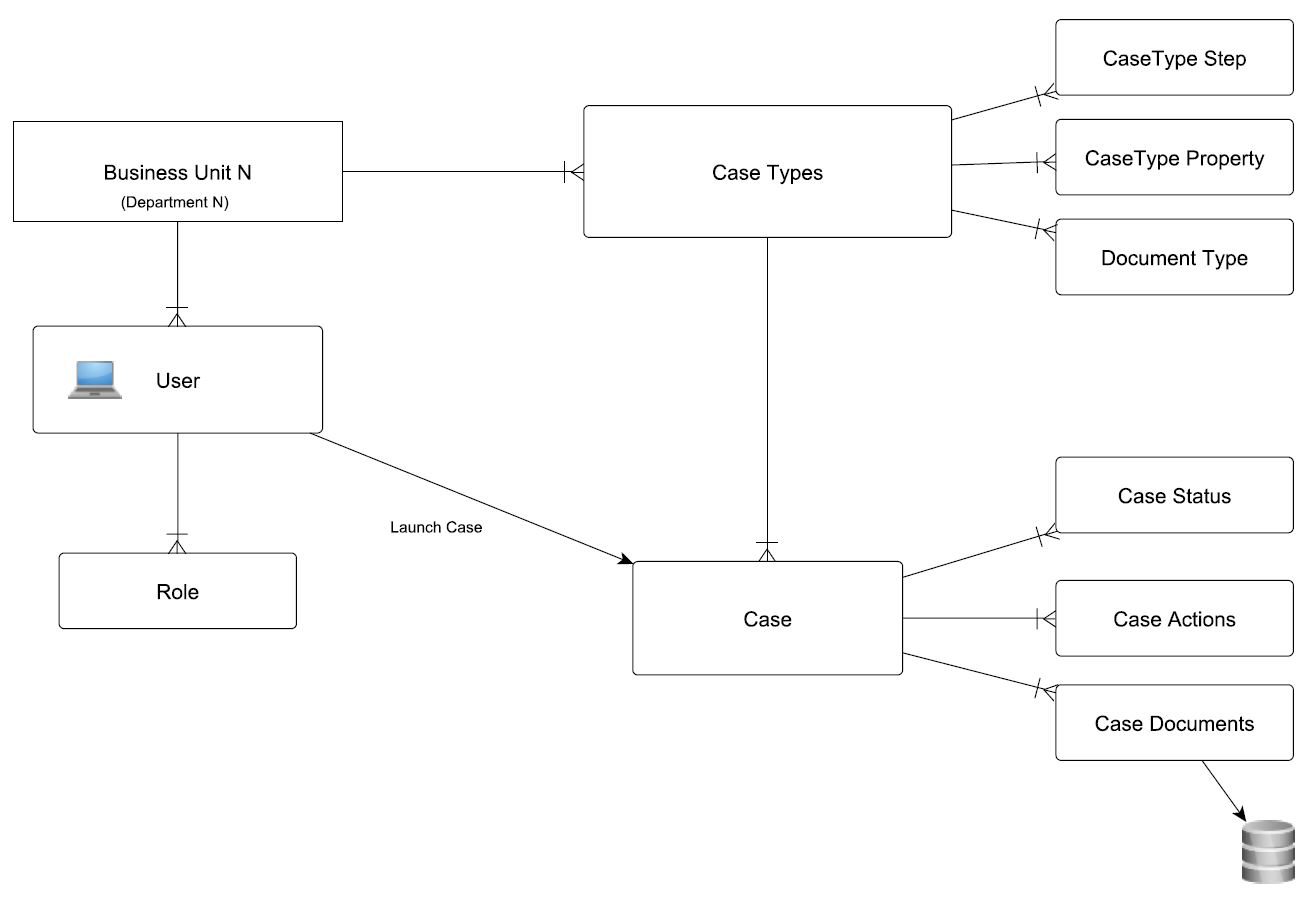 CaseType Step
Business Unit N
(Department N)
Case Types
CaseType Property
Document Type
User
Launch Case
Role
Case
Case Status
Case Actions
Case Documents